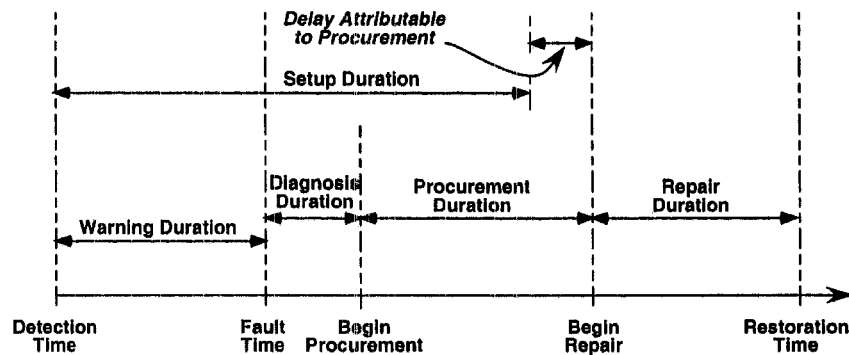 Delay Attributable
to Procurement
Setup Duration
Diagnosis
Duration
Procurement
Duration
Repair
Duration
Warning Duration
Detection
Time
Fault
Time
Begin
Procurement
Begin
Repair
Restoration
Time